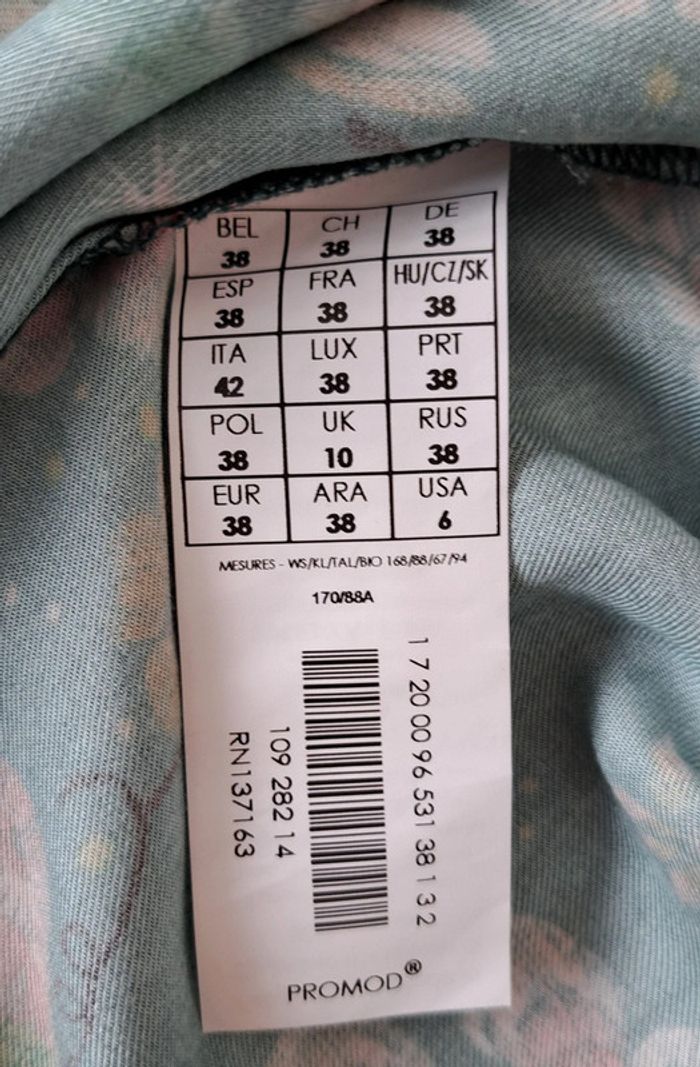 BEL CH DE
38 38 38
ESP FRA HU/CZ/SK
38 38 38
ITA LUX PRT
42 38 38
POL UK RUS
38 10 38
EUR ARA USA
38 38 6
MESURES - WS/KL/TAL/BIO 168/88/67/94
170/88A
1 7 20 00 96 531 38 1 3 2
109 282 14
RN137163
PROMOD®